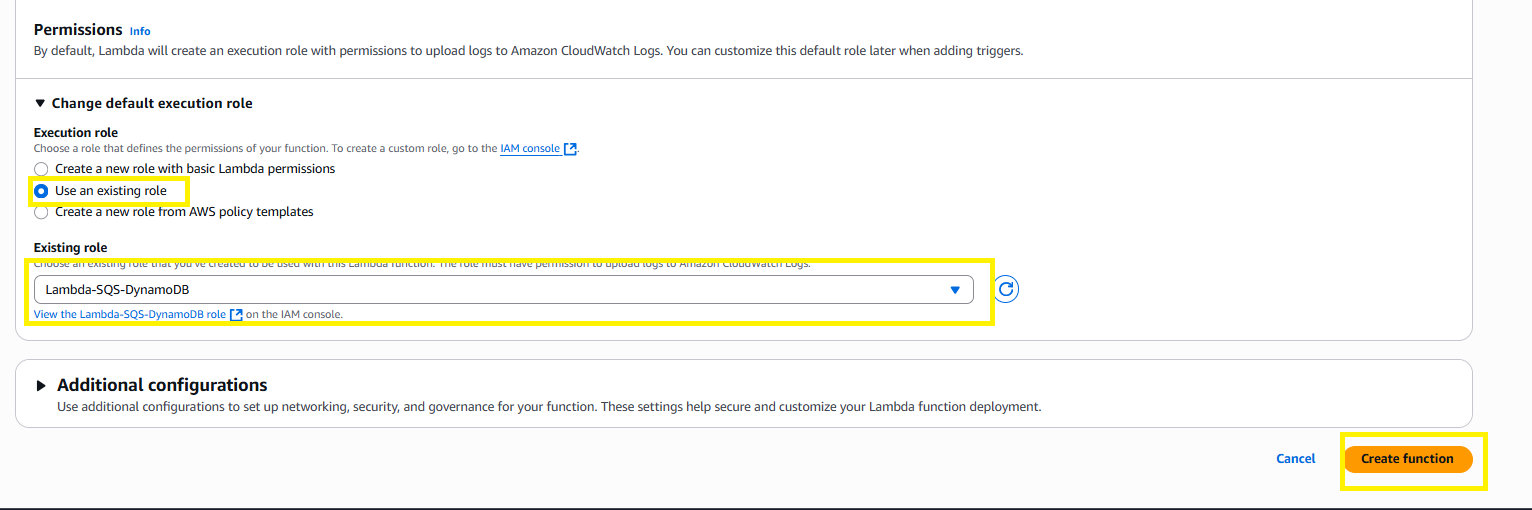 Permissions Info
By default, Lambda will create an execution role with permissions to upload logs to Amazon CloudWatch Logs. You can customize this default role later when adding triggers.
Change default execution role
Execution role
Choose a role that defines the permissions of your function. To create a custom role, go to the IAM console.
Create a new role with basic Lambda permissions
Use an existing role
Create a new role from AWS policy templates
Existing role
Choose an existing role that you've created to be used with this Lambda function. The role must have permission to upload logs to Amazon CloudWatch Logs.
Lambda-SQS-DynamoDB
View the Lambda-SQS-DynamoDB role on the IAM console.
Additional configurations
Use additional configurations to set up networking, security, and governance for your function. These settings help secure and customize your Lambda function deployment.
Cancel Create function